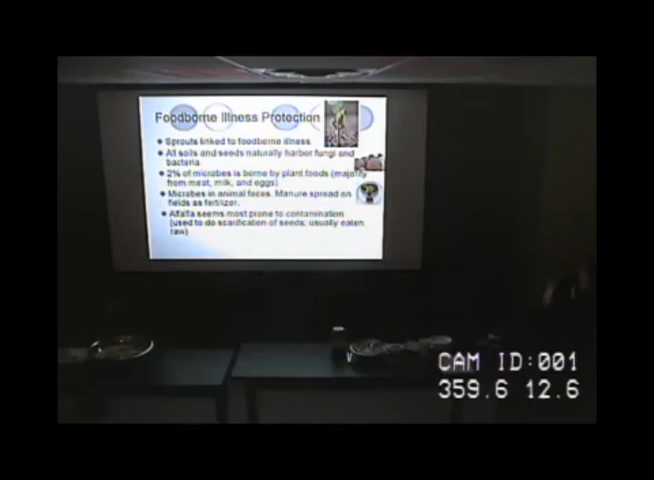 Foodborne Illness Protection
Sprouts linked to foodborne illness
All soils and seeds naturally harbor fungi and
bacteria
2% of microbes is borne by plant foods (majority
from meat, milk, and eggs)
Microbes in animal feces. Manure spread on
fields as fertilizer.
Alfalfa seems most prone to contamination
(used to do scarification of seeds; usually eaten
raw)
CAM ID:001
359.6 12.6